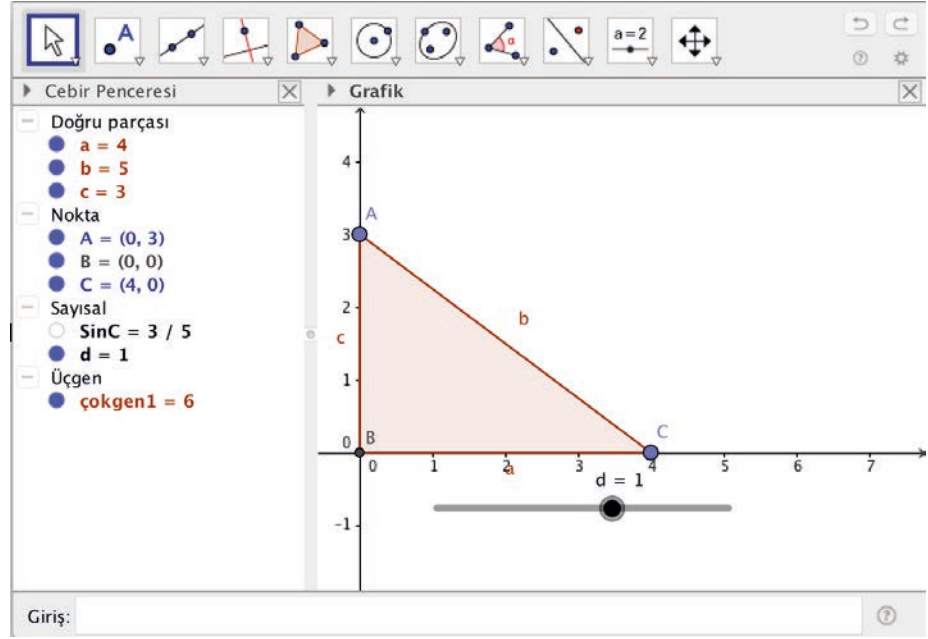 A
α
a=2
Cebir Penceresi
Grafik
Doğru parçası
a = 4
b = 5
c = 3
Nokta
A = (0, 3)
B = (0, 0)
C = (4, 0)
Sayısal
SinC = 3 / 5
d = 1
Üçgen
çokgen1 = 6
4
3
2
1
0
-1
A
b
c
B
C
0 1 2 3 4 5 6 7
a
d = 1
Giriş: